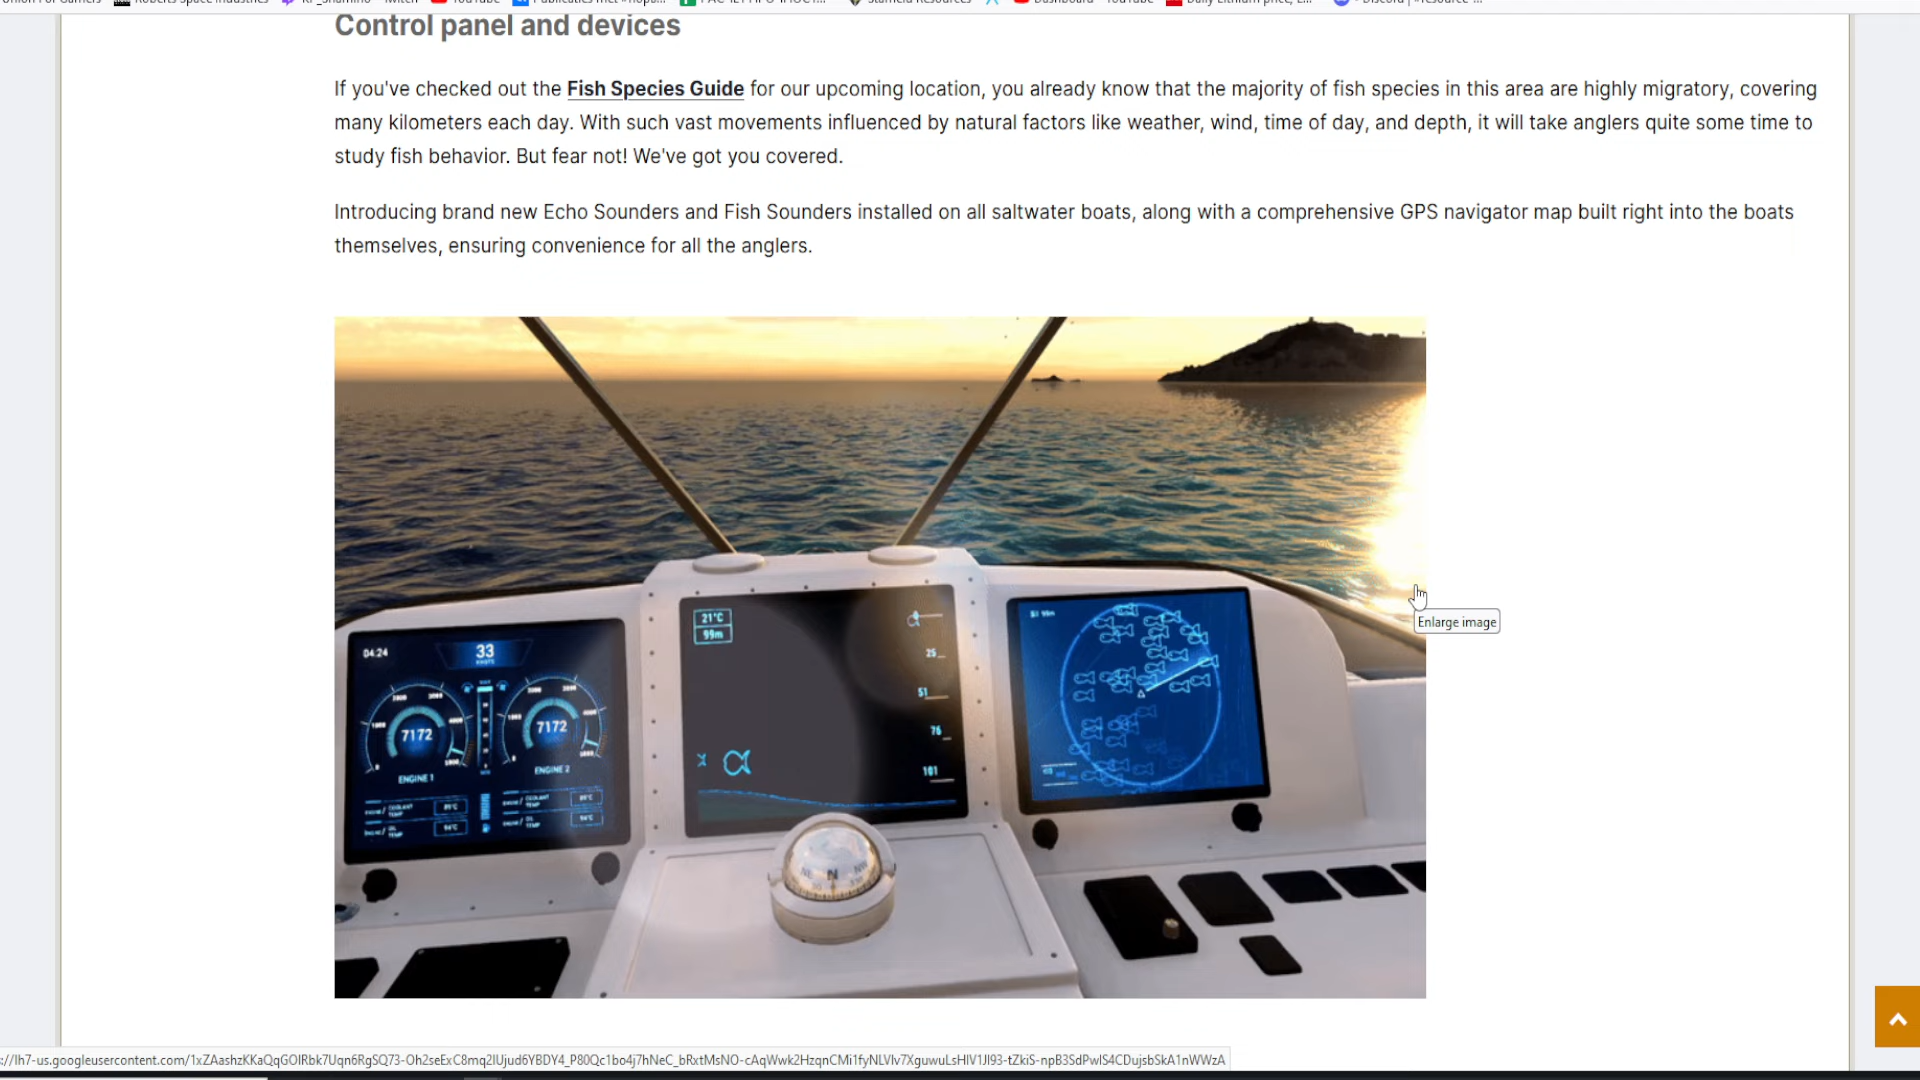 Control panel and devices
If you've checked out the Fish Species Guide for our upcoming location, you already know that the majority of fish species in this area are highly migratory, covering
many kilometers each day. With such vast movements influenced by natural factors like weather, wind, time of day, and depth, it will take anglers quite some time to
study fish behavior. But fear not! We've got you covered.
Introducing brand new Echo Sounders and Fish Sounders installed on all saltwater boats, along with a comprehensive GPS navigator map built right into the boats
themselves, ensuring convenience for all the anglers.
04:24
33
7172
7172
ENGINE 1
ENGINE 2
21°C
99m
25
51
76
101
N
Enlarge image